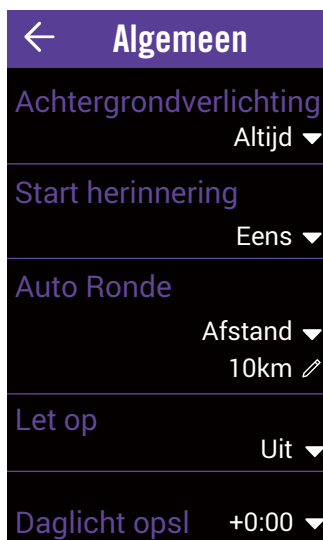 Algemeen
Achtergrondverlichting
Altijd
Start herinnering
Eens
Auto Ronde
Afstand
10km
Let op
Uit
Daglicht opsl +0:00